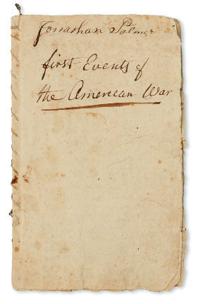 Jonathan Palmer
first Events of
the American War